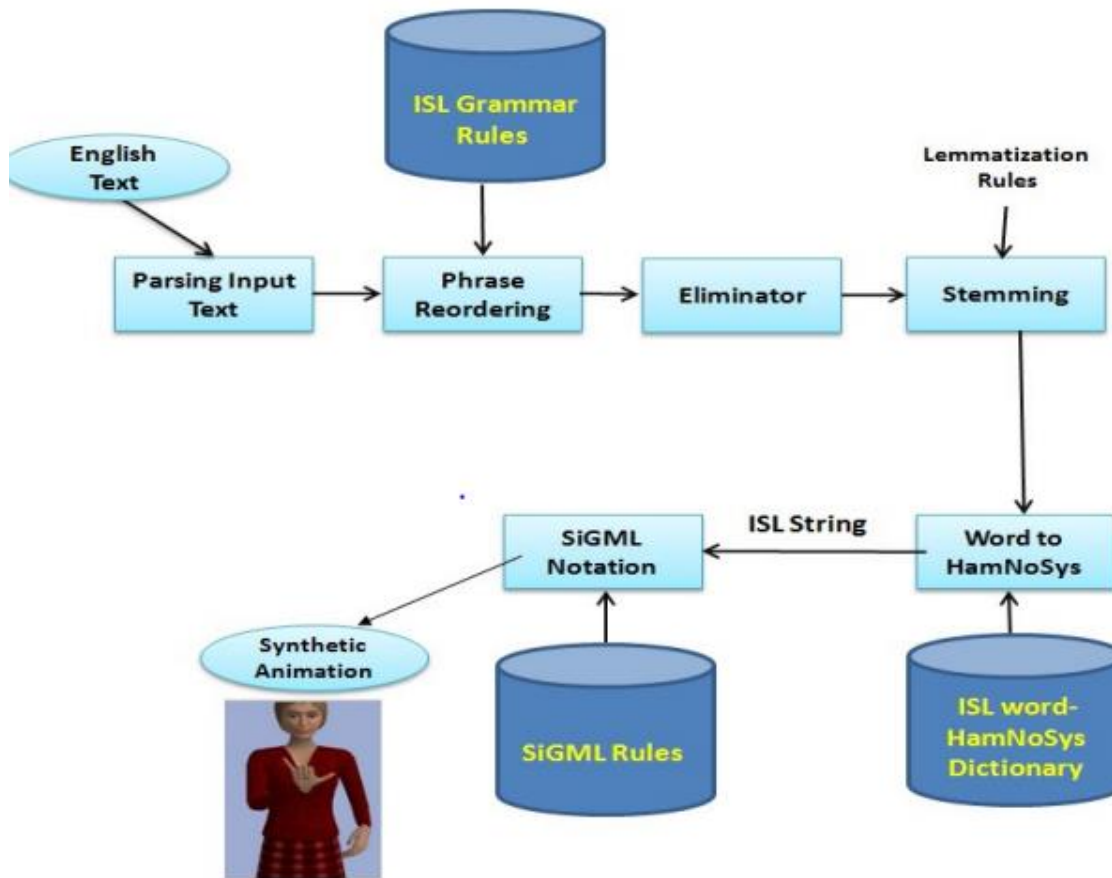 ISL Grammar
Rules
English
Text
Lemmatization
Rules
Parsing Input
Text
Phrase
Reordering
Eliminator
Stemming
SiGML
Notation
ISL String
Word to
HamNoSys
Synthetic
Animation
SiGML Rules
ISL word-
HamNoSys
Dictionary